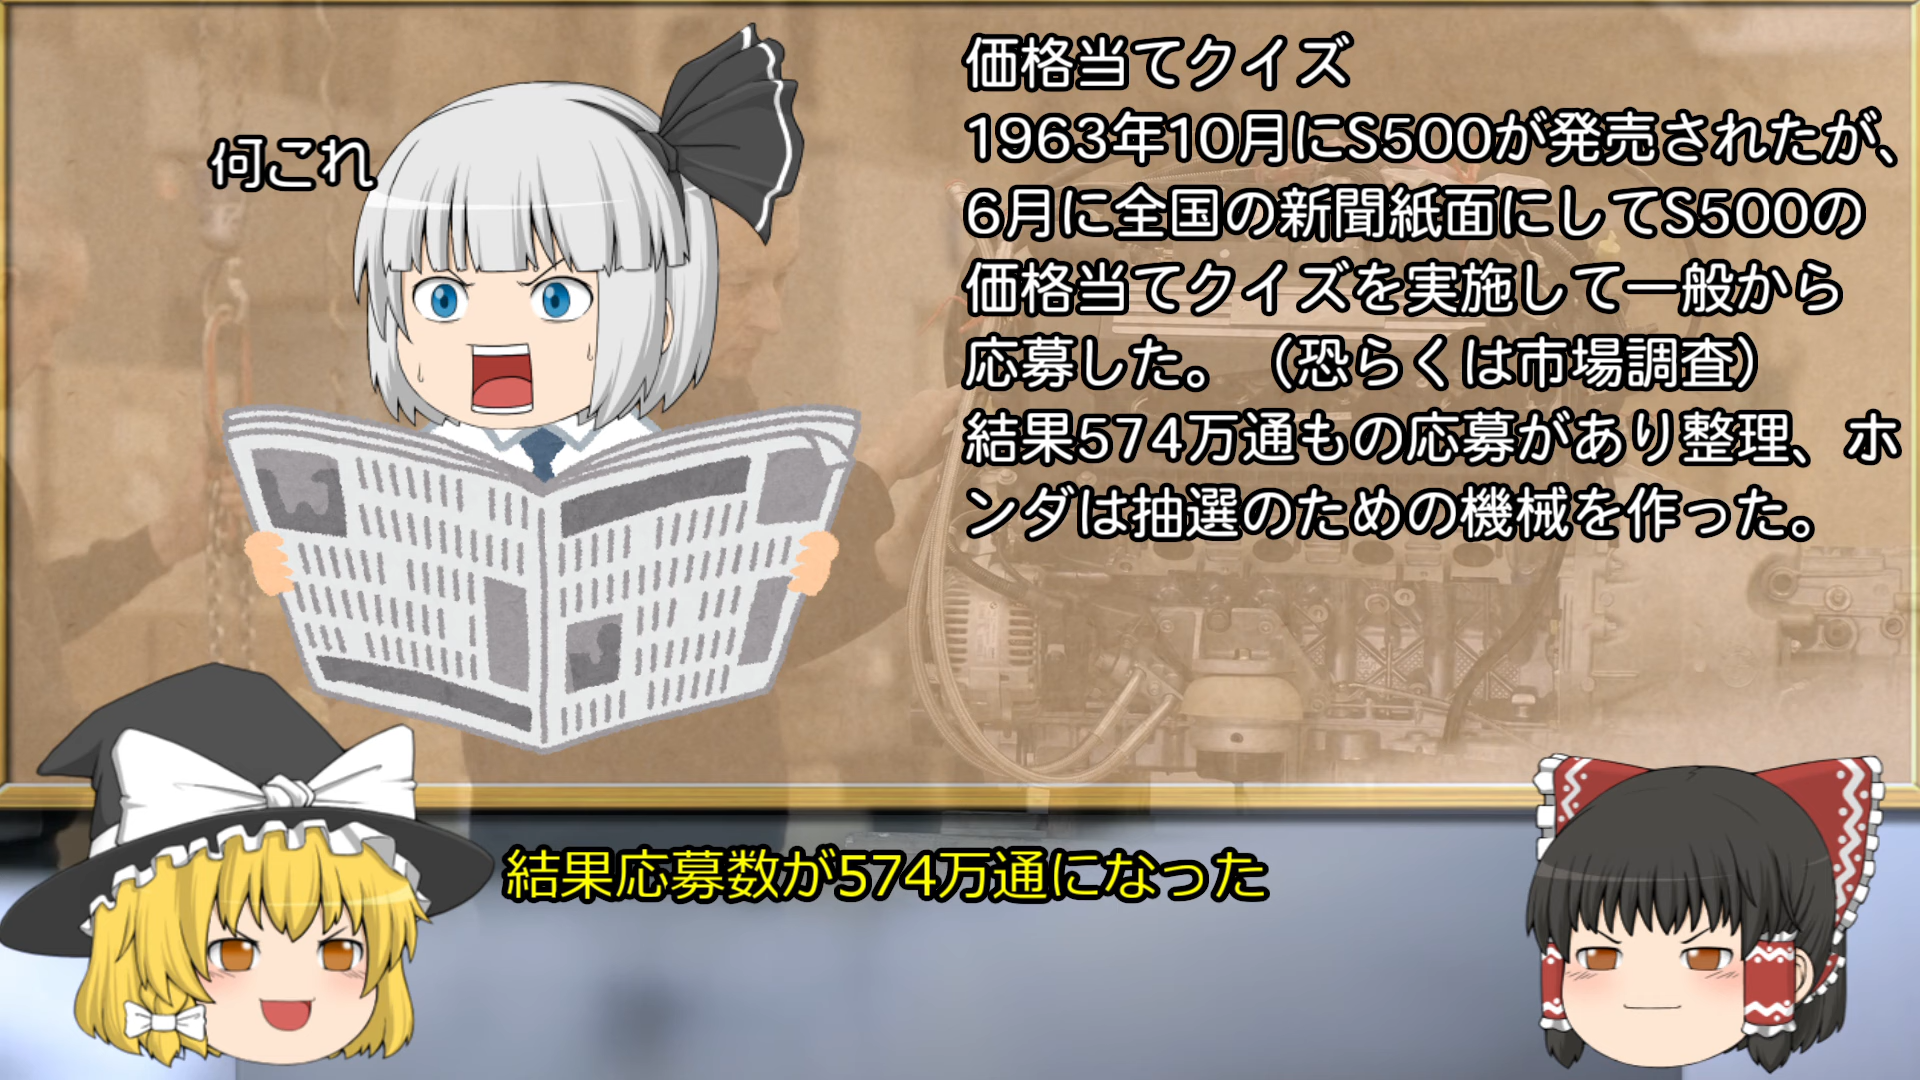 価格当てクイズ
1963年10月にS500が発売されたが、
6月に全国の新聞紙面にしてS500の
価格当てクイズを実施して一般から
応募した。（恐らくは市場調査）
結果574万通もの応募があり整理、ホ
ンダは抽選のための機械を作った。
何これ
結果応募数が574万通になった